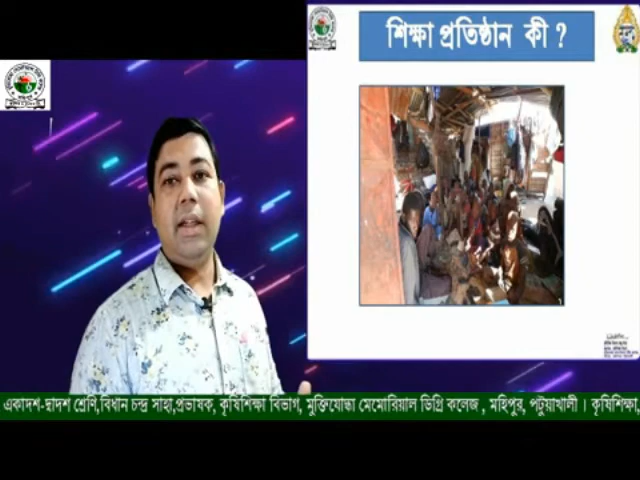 শিক্ষা প্রতিষ্ঠান কী ?
একাদশ-দ্বাদশ শ্রেণি,বিধান চন্দ্র সাহা,প্রভাষক, কৃষিশিক্ষা বিভাগ, মুক্তিযোদ্ধা মেমোরিয়াল ডিগ্রি কলেজ , মহিপুর, পটুয়াখালী । কৃষিশিক্ষা,